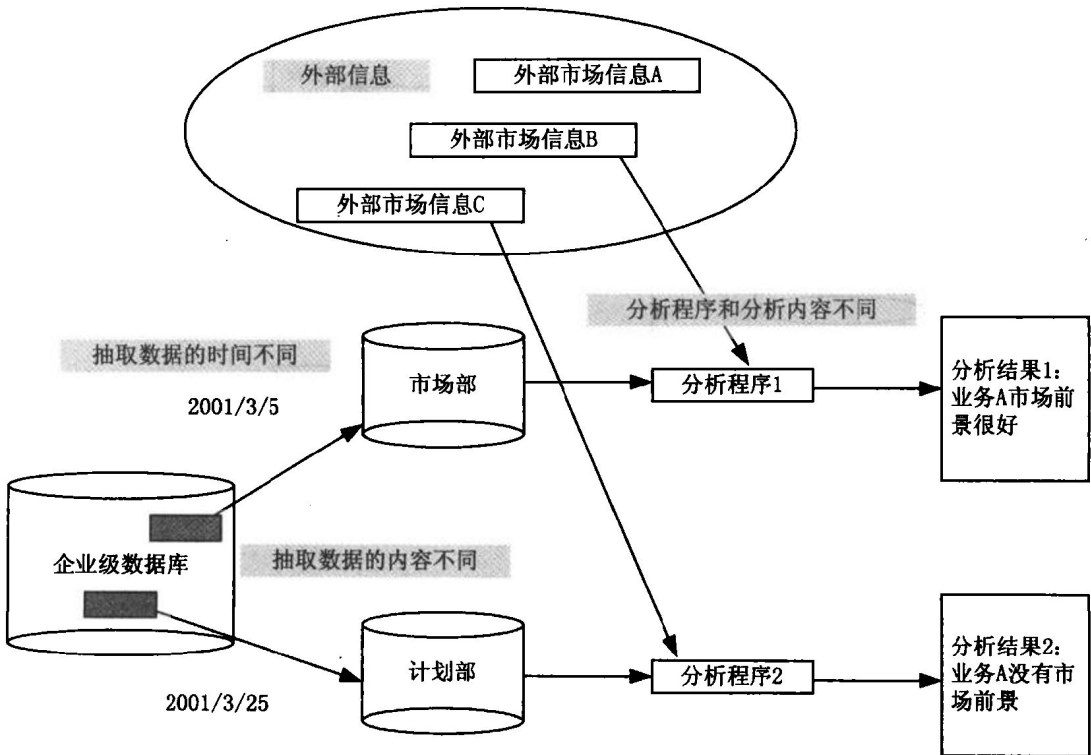 外部信息
外部市场信息A
外部市场信息B
外部市场信息C
分析程序和分析内容不同
抽取数据的时间不同
2001/3/5
市场部
分析程序1
分析结果1:
业务A市场前
景很好
企业级数据库
抽取数据的内容不同
2001/3/25
计划部
分析程序2
分析结果2:
业务A没有市
场前景